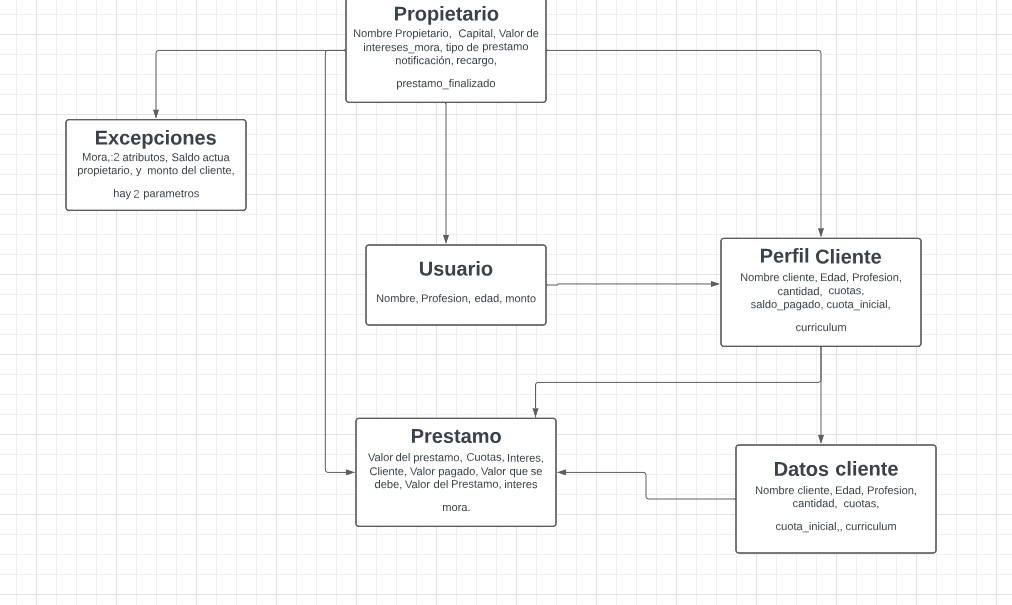 Propietario
Nombre Propietario, Capital, Valor de
intereses_mora, tipo de prestamo
notificación, recargo,
prestamo_finalizado
Excepciones
Mora,:2 atributos, Saldo actua
propietario, y monto del cliente,
hay 2 parametros
Usuario
Nombre, Profesion, edad, monto
Perfil Cliente
Nombre cliente, Edad, Profesion,
cantidad, cuotas,
saldo_pagado, cuota_inicial,
curriculum
Prestamo
Valor del prestamo, Cuotas, Interes,
Cliente, Valor pagado, Valor que se
debe, Valor del Prestamo, interes
mora.
Datos cliente
Nombre cliente, Edad, Profesion,
cantidad, cuotas,
cuota_inicial,, curriculum